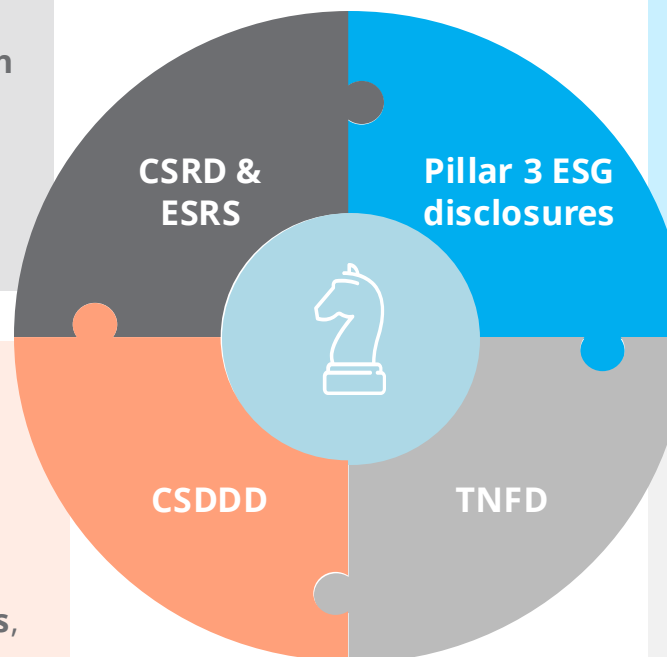 n
CSRD &
ESRS
Pillar 3 ESG
disclosures
CSDDD
TNFD
s,